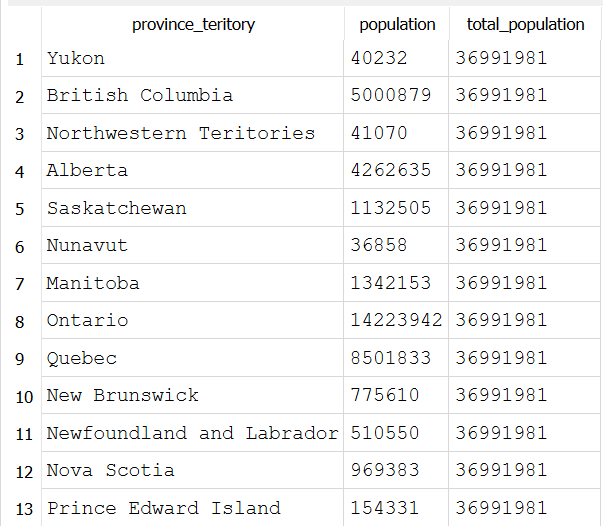 province_teritory population total_population
1 Yukon 40232 36991981
2 British Columbia 5000879 36991981
3 Northwestern Teritories 41070 36991981
4 Alberta 4262635 36991981
5 Saskatchewan 1132505 36991981
6 Nunavut 36858 36991981
7 Manitoba 1342153 36991981
8 Ontario 14223942 36991981
9 Quebec 8501833 36991981
10 New Brunswick 775610 36991981
11 Newfoundland and Labrador 510550 36991981
12 Nova Scotia 969383 36991981
13 Prince Edward Island 154331 36991981